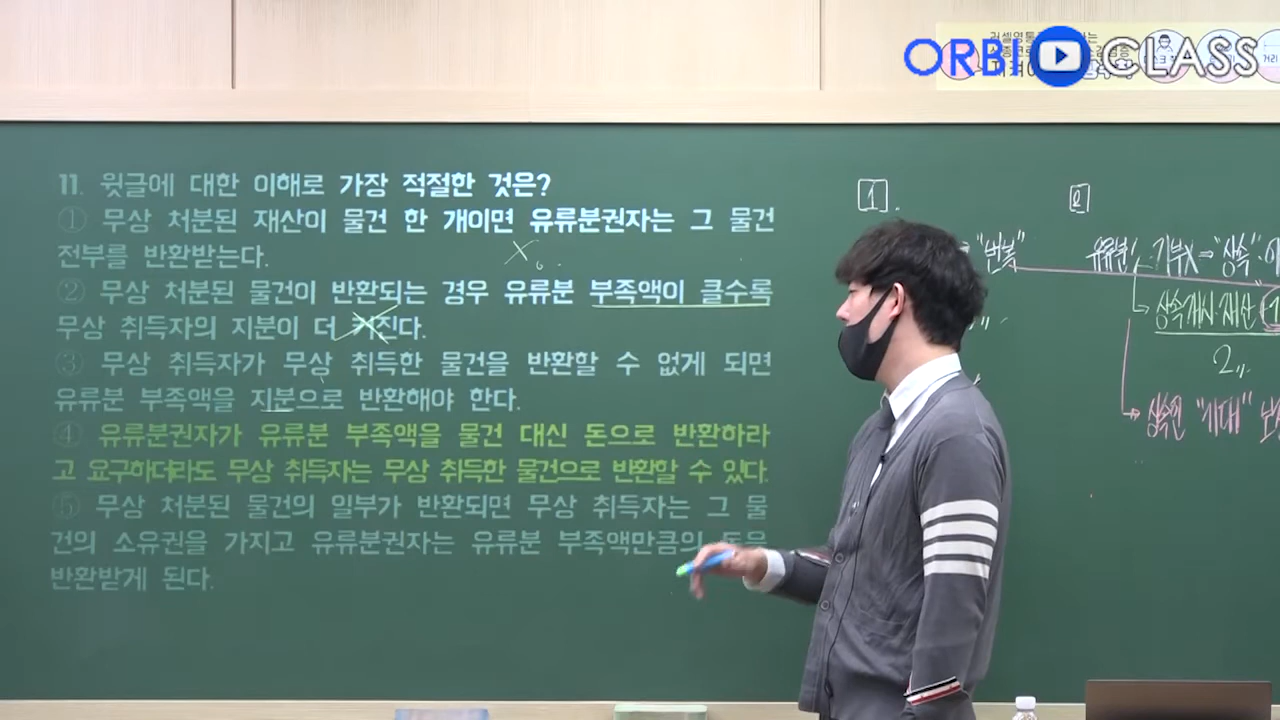 ORBI CLASS
11. 윗글에 대한 이해로 가장 적절한 것은?
① 무상 처분된 재산이 물건 한 개이면 유류분권자는 그 물건
전부를 반환받는다.
② 무상 처분된 물건이 반환되는 경우 유류분 부족액이 클수록
무상 취득자의 지분이 더 커진다.
③ 무상 취득자가 무상 취득한 물건을 반환할 수 없게 되면
유류분 부족액을 지분으로 반환해야 한다.
④ 유류분권자가 유류분 부족액을 물건 대신 돈으로 반환하라
고 요구하더라도 무상 취득자는 무상 취득한 물건으로 반환할 수 있다.
⑤ 무상 처분된 물건의 일부가 반환되면 무상 취득자는 그 물
건의 소유권을 가지고 유류분권자는 유류분 부족액만큼의 돈을
반환받게 된다.
1
"번복"
2
유류분 기부X ⇒ "상속"
상속개시·재산
2
상속인 "기대"